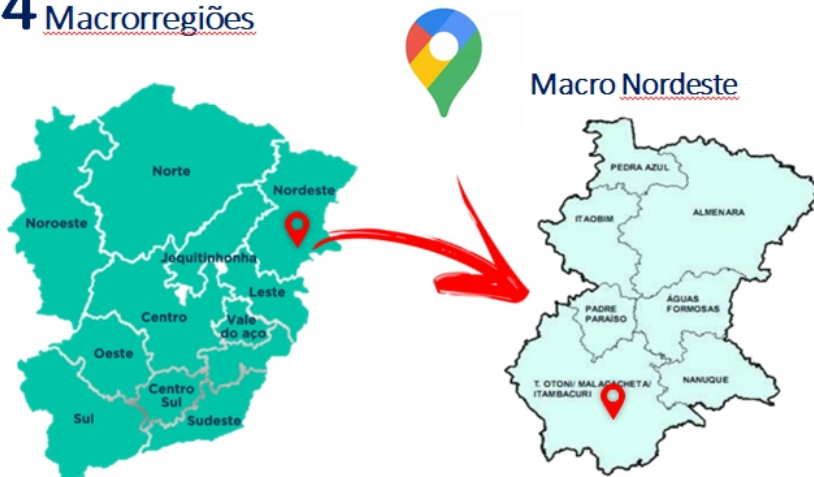 4 Macrorregiões
Macro Nordeste
Norte
Nordeste
Noroeste
Jequitinhonha
Leste
Centro
Vale
do aço
Oeste
Centro
Sul
Sul
Sudeste
PEDRA AZUL
ITAOBIM
ALMENARA
PADRE
PARAÍSO
ÁGUAS
FORMOSAS
T. OTONI/ MALACACHETA/
ITAMBACURI
NANUQUE